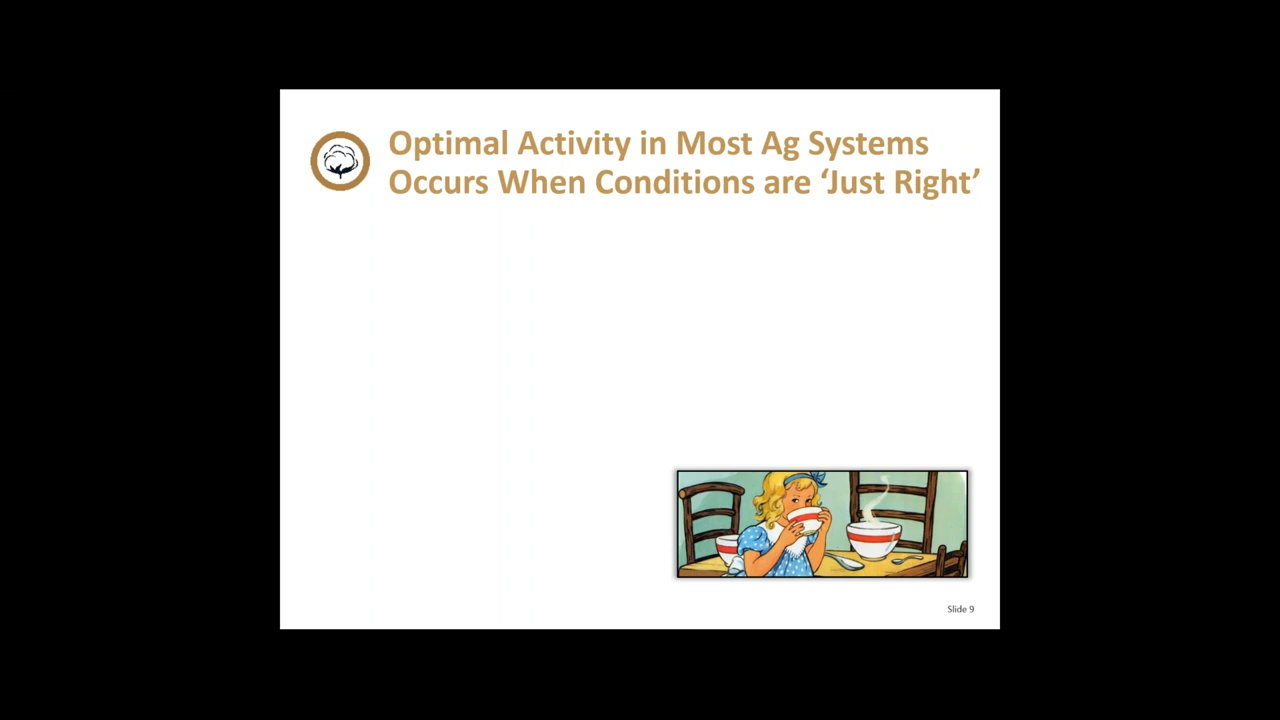 Optimal Activity in Most Ag Systems
Occurs When Conditions are ‘Just Right’
Slide 9